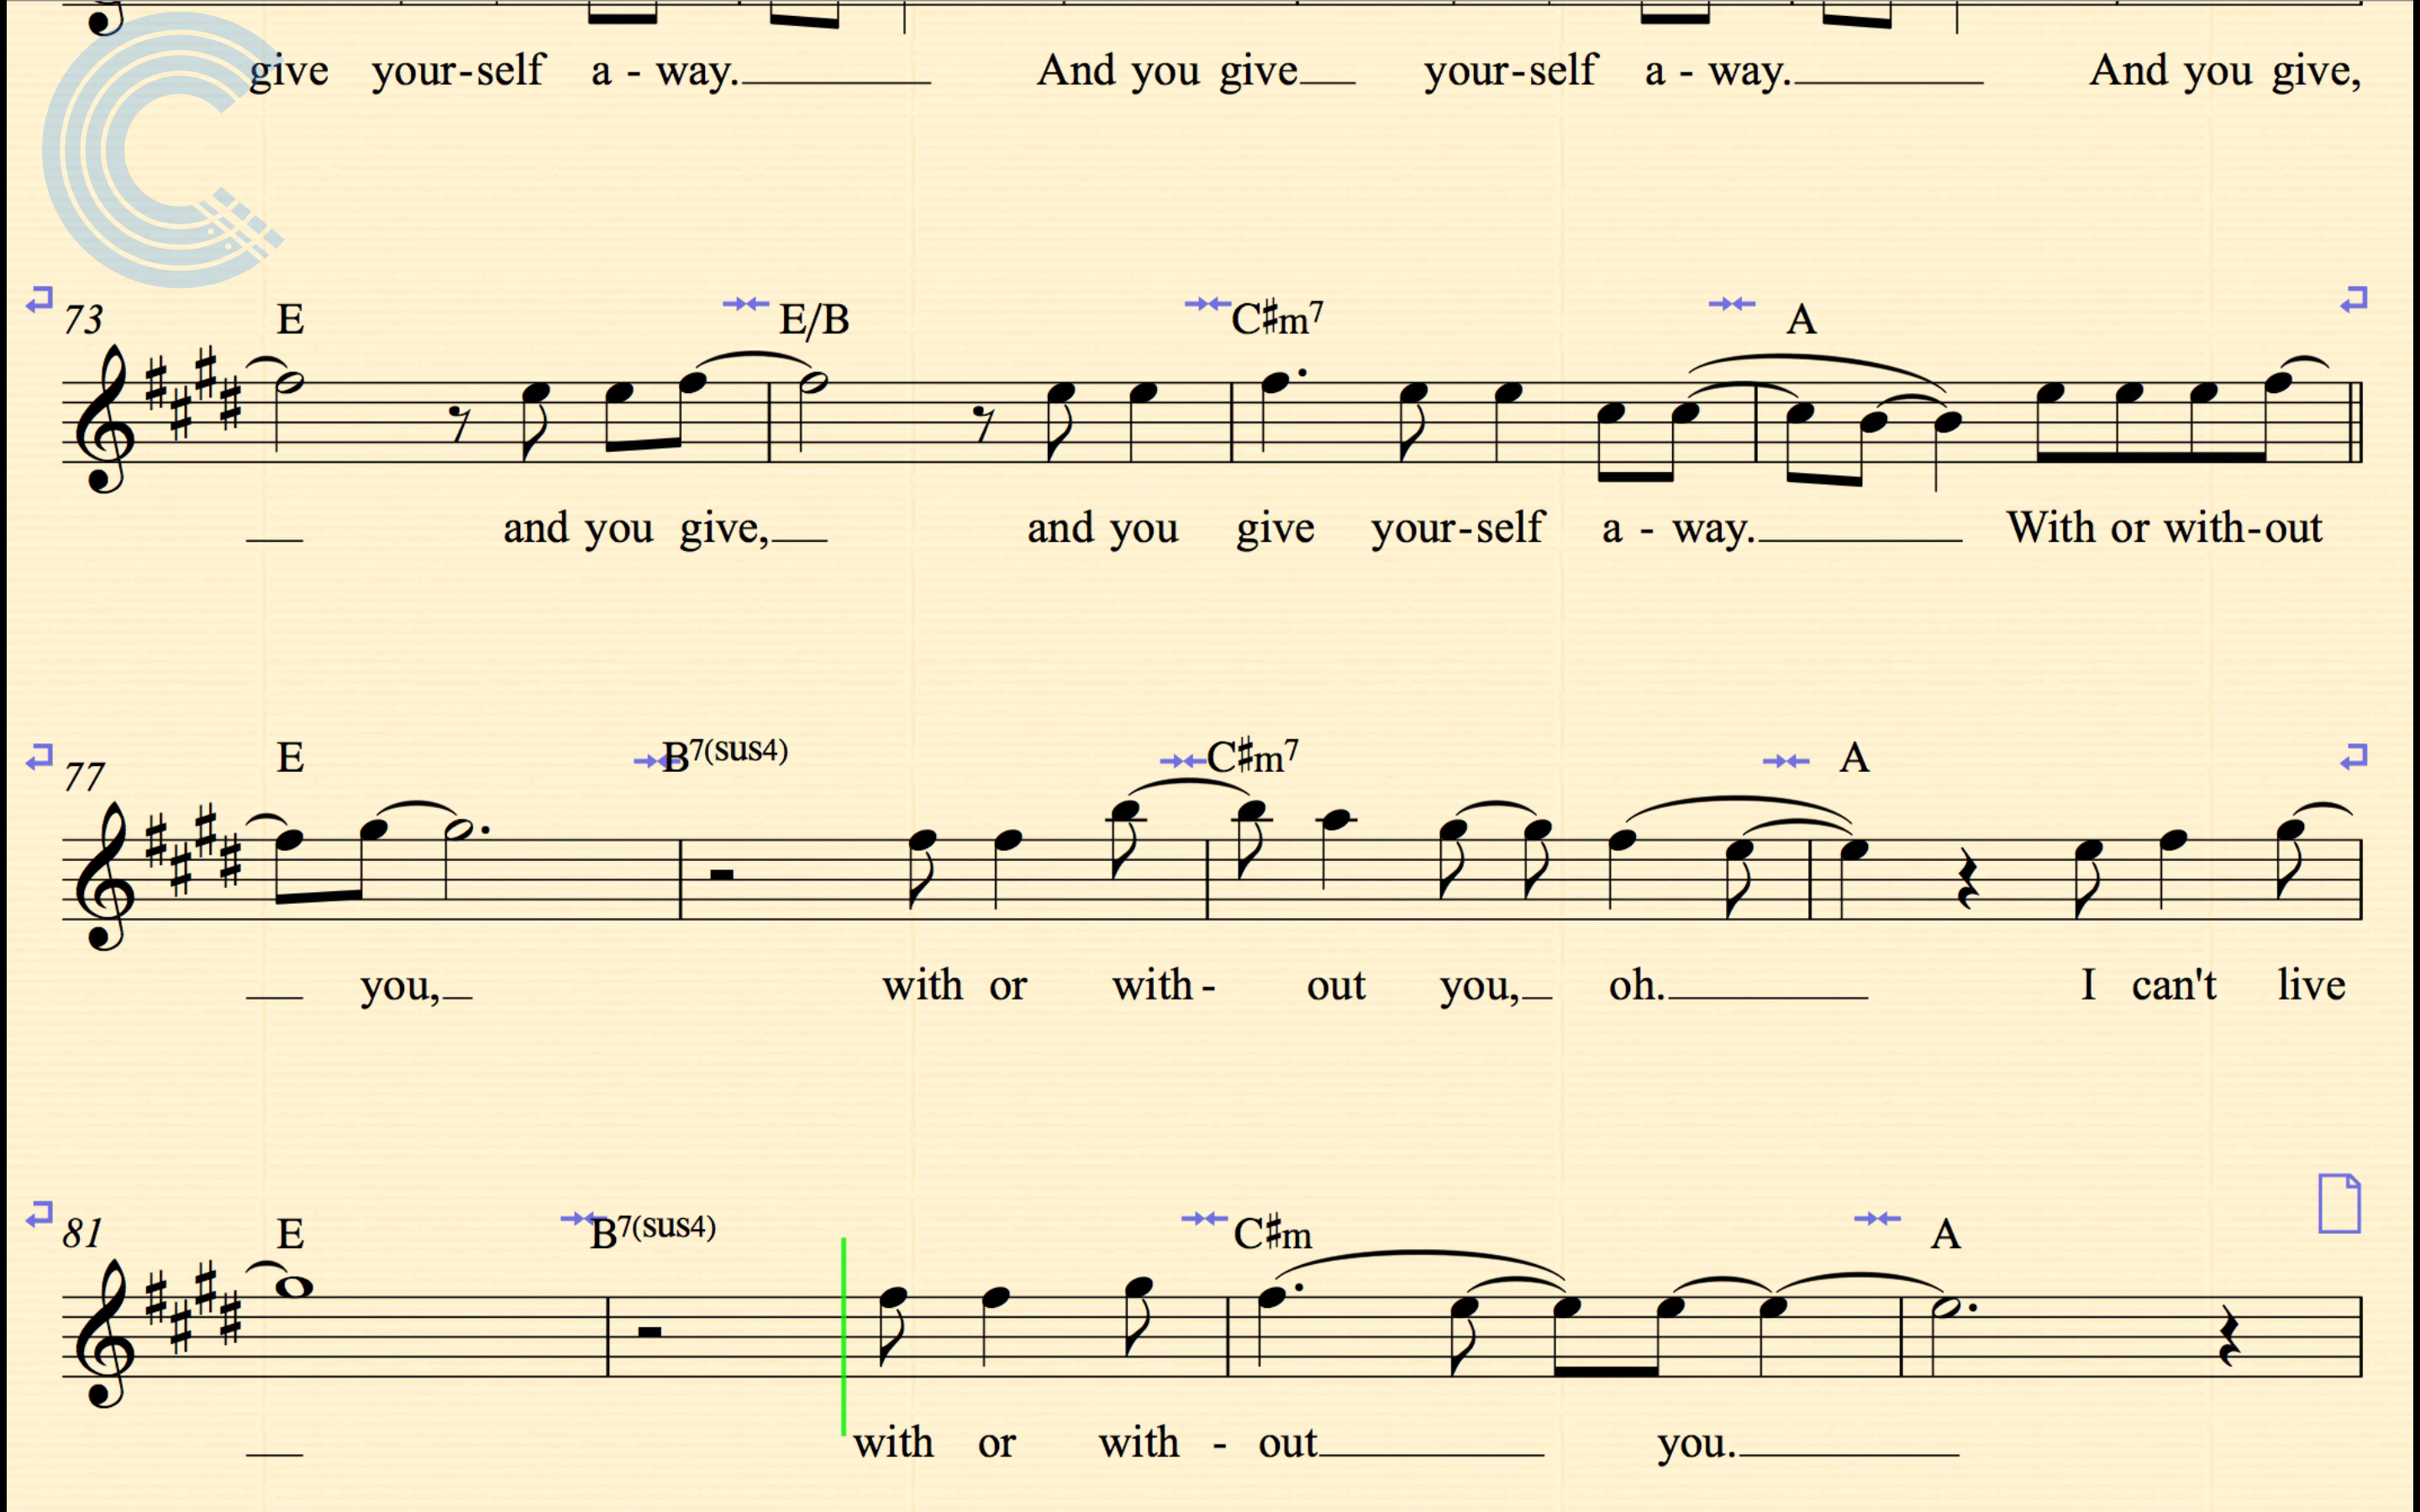 give your-self a - way. And you give your-self a - way. And you give,
73 E E/B C♯m7 A
and you give, and you give your-self a - way. With or with-out
77 E B7(sus4) C♯m7 A
you, with or with - out you, oh. I can't live
81 E B7(sus4) C♯m A
with or with - out you.